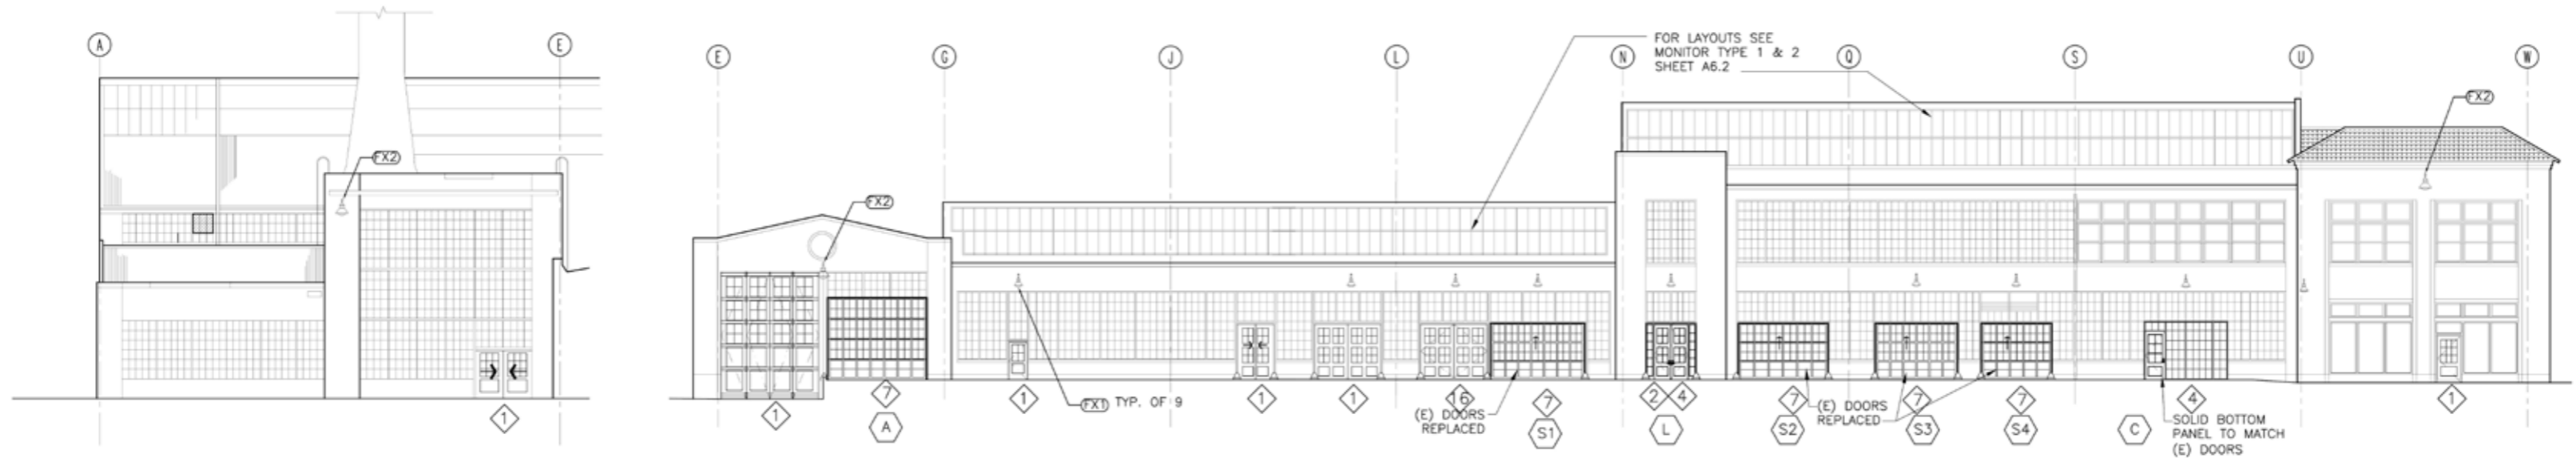 A
E
E
G
J
L
N
Q
S
U
W
FOR LAYOUTS SEE
MONITOR TYPE 1 & 2
SHEET A6.2
FX2
FX2
FX2
1
1
7
A
1
FX1 TYP. OF 9
1
1
16
(E) DOORS
REPLACED
7
S1
2
4
L
7
S2
(E) DOORS
REPLACED
7
S3
7
S4
C
4
SOLID BOTTOM
PANEL TO MATCH
(E) DOORS
1